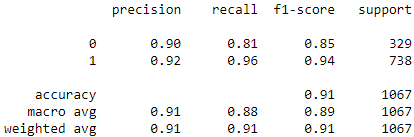 precision recall f1-score support
0 0.90 0.81 0.85 329
1 0.92 0.96 0.94 738
accuracy 0.91 1067
macro avg 0.91 0.88 0.89 1067
weighted avg 0.91 0.91 0.91 1067